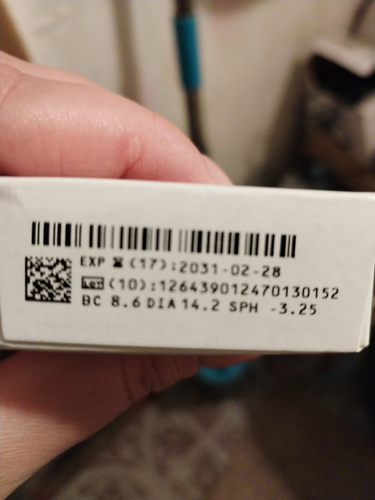 EXP ⌛ (17):2031-02-28
LOT (10):126439012470130152
BC 8.6 DIA 14.2 SPH -3.25